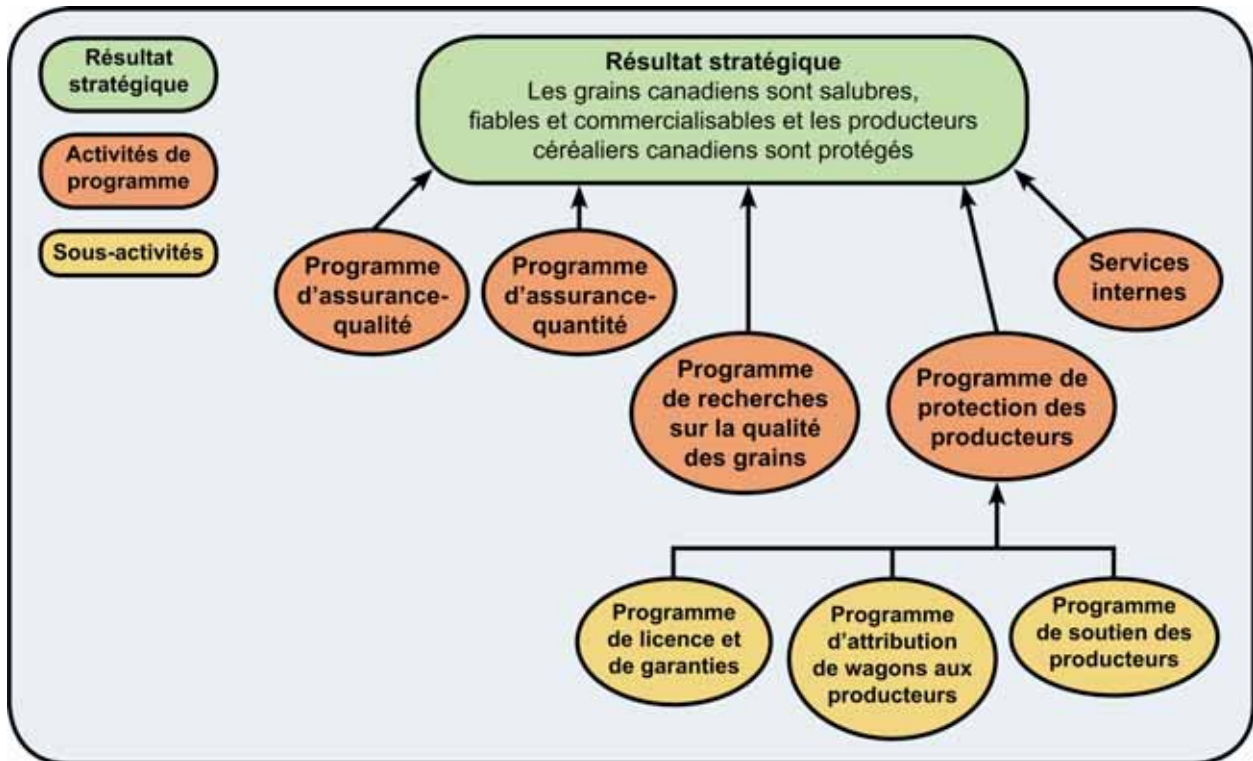 Résultat
stratégique
Activités de
programme
Sous-activités
Résultat stratégique
Les grains canadiens sont salubres,
fiables et commercialisables et les producteurs
céréaliers canadiens sont protégés
Programme
d'assurance-
qualité
Programme
d'assurance-
quantité
Programme
de recherches
sur la qualité
des grains
Programme de
protection des
producteurs
Services
internes
Programme
de licence et
de garanties
Programme
d'attribution
de wagons aux
producteurs
Programme
de soutien des
producteurs